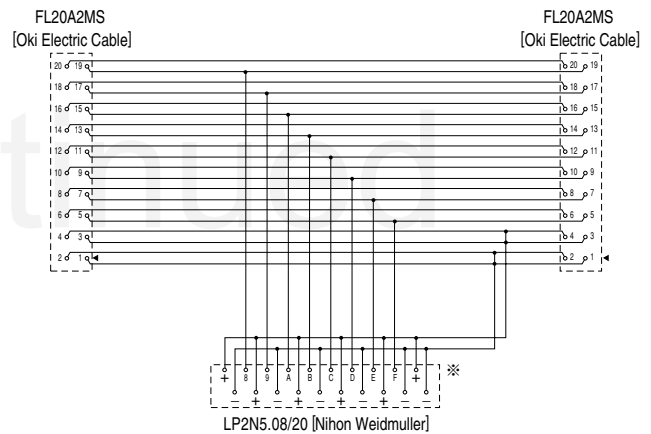 FL20A2MS
[Oki Electric Cable]
FL20A2MS
[Oki Electric Cable]
20 19
18 17
16 15
14 13
12 11
10 9
8 7
6 5
4 3
2 1
20 19
18 17
16 15
14 13
12 11
10 9
8 7
6 5
4 3
2 1
tinued
+ 8 9 A B C D E F + ※
− + − + − + − + − −
LP2N5.08/20 [Nihon Weidmuller]